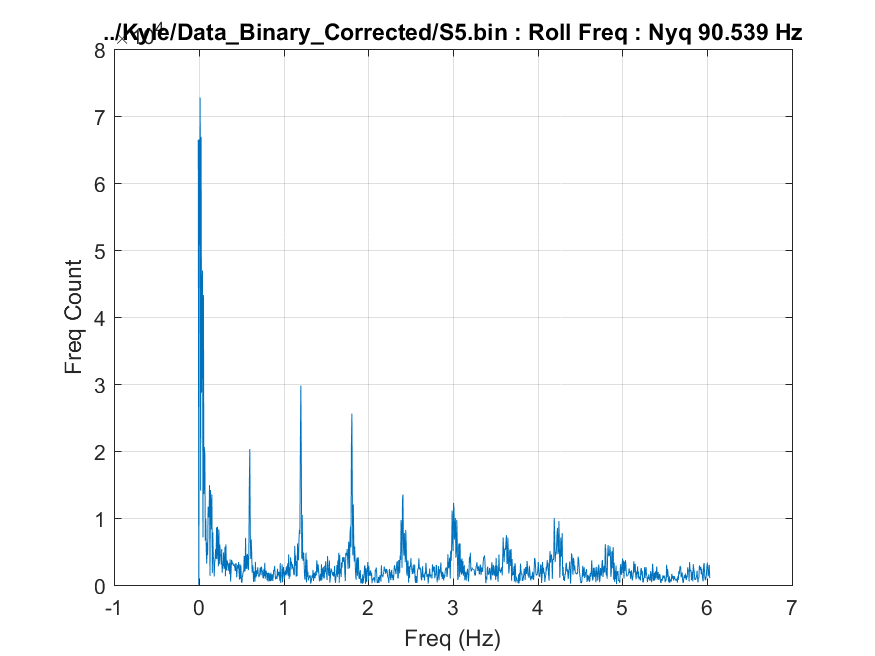 ../Kyle/Data_Binary_Corrected/S5.bin : Roll Freq : Nyq 90.539 Hz
× 10⁴
8
7
6
5
4
3
2
1
0
Freq Count
-1 0 1 2 3 4 5 6 7
Freq (Hz)